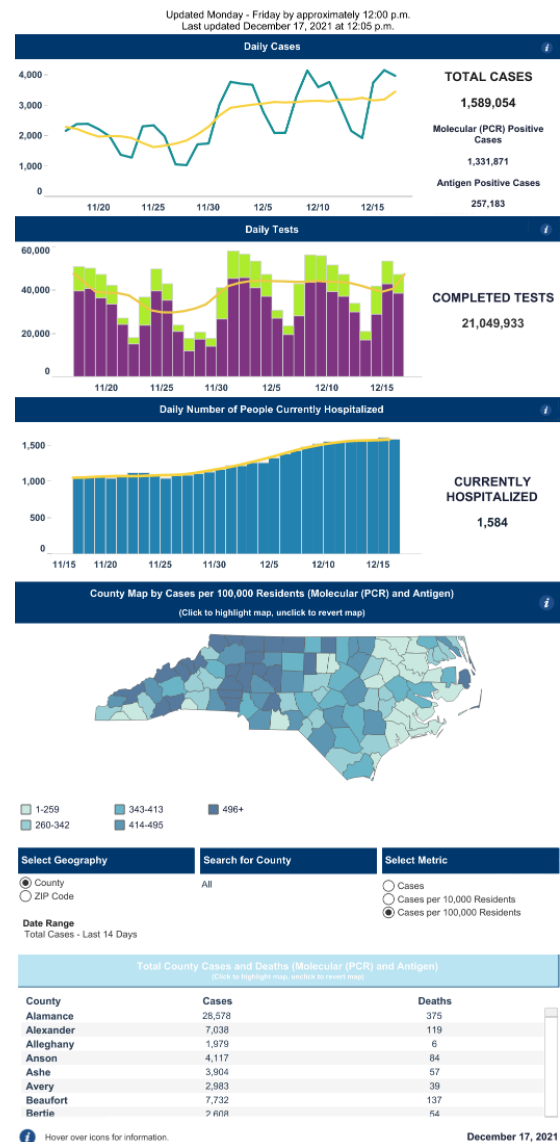 Updated Monday - Friday by approximately 12:00 p.m.
Last updated December 17, 2021 at 12:05 p.m.
Daily Cases
i
4,000
3,000
2,000
1,000
0
11/20 11/25 11/30 12/5 12/10 12/15
TOTAL CASES
1,589,054
Molecular (PCR) Positive
Cases
1,331,871
Antigen Positive Cases
257,183
Daily Tests
i
60,000
40,000
20,000
0
11/20 11/25 11/30 12/5 12/10 12/15
COMPLETED TESTS
21,049,933
Daily Number of People Currently Hospitalized
i
1,500
1,000
500
0
11/15 11/20 11/25 11/30 12/5 12/10 12/15
CURRENTLY
HOSPITALIZED
1,584
County Map by Cases per 100,000 Residents (Molecular (PCR) and Antigen)
(Click to highlight map, unclick to revert map)
i
1-259 343-413 496+
260-342 414-495
Select Geography Search for County Select Metric
County
ZIP Code
All
Cases
Cases per 10,000 Residents
Cases per 100,000 Residents
Date Range
Total Cases - Last 14 Days
Total County Cases and Deaths (Molecular (PCR) and Antigen)
(Click to highlight map, unclick to revert map)
County Cases Deaths
Alamance 28,578 375
Alexander 7,038 119
Alleghany 1,979 6
Anson 4,117 84
Ashe 3,904 57
Avery 2,983 39
Beaufort 7,732 137
Bertie 2,608 54
i Hover over icons for information. December 17, 2021